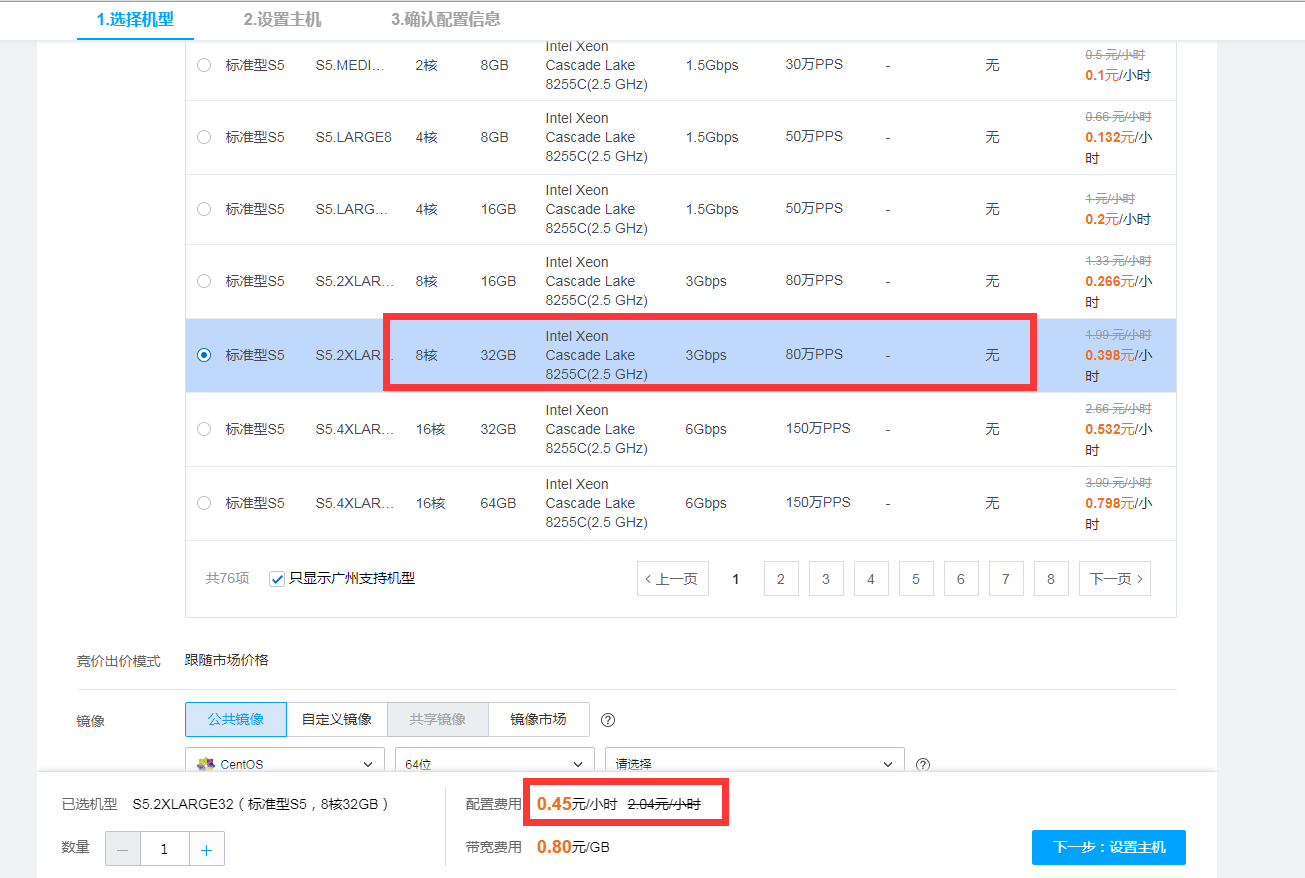 1.选择机型 2.设置主机 3.确认配置信息
标准型S5 S5.MEDI... 2核 8GB Intel Xeon Cascade Lake 8255C(2.5 GHz) 1.5Gbps 30万PPS - 无 0.5 元/小时 0.1元/小时
标准型S5 S5.LARGE8 4核 8GB Intel Xeon Cascade Lake 8255C(2.5 GHz) 1.5Gbps 50万PPS - 无 0.66 元/小时 0.132元/小时
标准型S5 S5.LARG... 4核 16GB Intel Xeon Cascade Lake 8255C(2.5 GHz) 1.5Gbps 50万PPS - 无 1 元/小时 0.2元/小时
标准型S5 S5.2XLAR... 8核 16GB Intel Xeon Cascade Lake 8255C(2.5 GHz) 3Gbps 80万PPS - 无 1.33 元/小时 0.266元/小时
标准型S5 S5.2XLAR... 8核 32GB Intel Xeon Cascade Lake 8255C(2.5 GHz) 3Gbps 80万PPS - 无 1.99 元/小时 0.398元/小时
标准型S5 S5.4XLAR... 16核 32GB Intel Xeon Cascade Lake 8255C(2.5 GHz) 6Gbps 150万PPS - 无 2.66 元/小时 0.532元/小时
标准型S5 S5.4XLAR... 16核 64GB Intel Xeon Cascade Lake 8255C(2.5 GHz) 6Gbps 150万PPS - 无 3.99 元/小时 0.798元/小时
共76项 只显示广州支持机型 上一页 1 2 3 4 5 6 7 8 下一页
竞价出价模式 跟随市场价格
镜像 公共镜像 自定义镜像 共享镜像 镜像市场 ?
CentOS 64位 请选择 ?
已选机型 S5.2XLARGE32（标准型S5，8核32GB） 配置费用 0.45元/小时 2.04元/小时
数量 － 1 + 带宽费用 0.80元/GB 下一步：设置主机